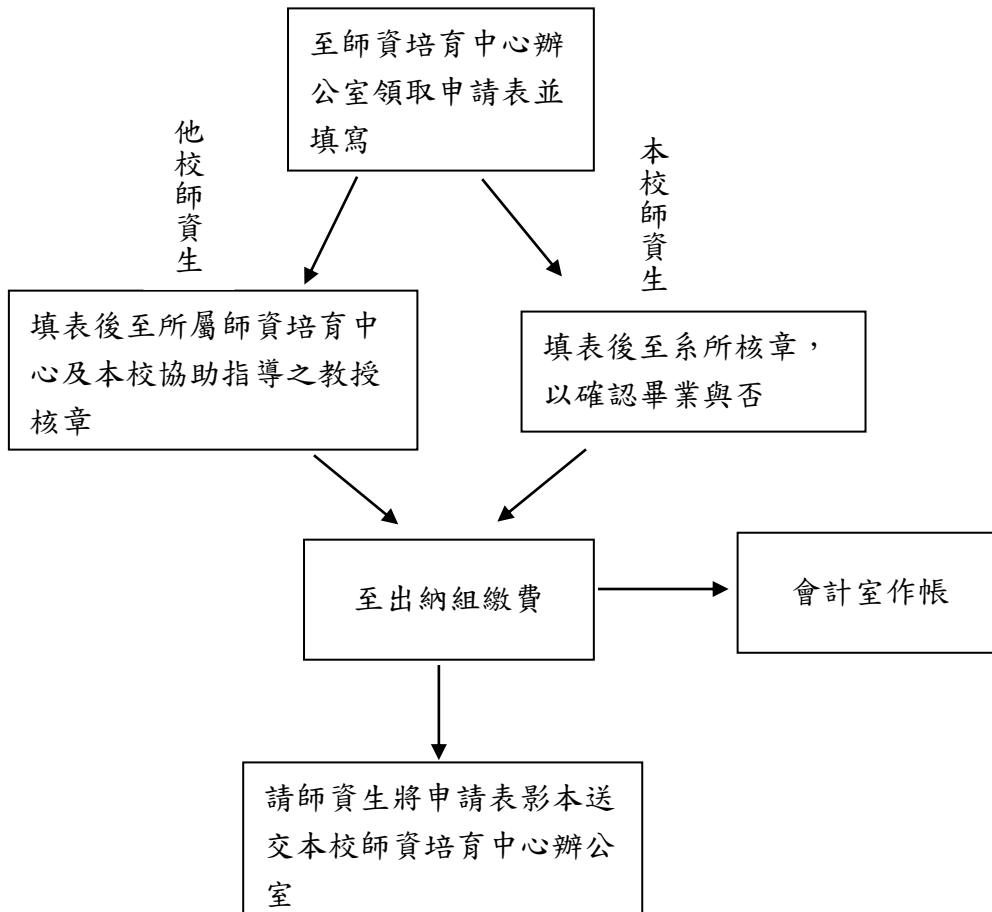 至師資培育中心辦
公室領取申請表並
填寫
他校師資生
本校師資生
填表後至所屬師資培育中
心及本校協助指導之教授
核章
填表後至系所核章，
以確認畢業與否
至出納組繳費
會計室作帳
請師資生將申請表影本送
交本校師資培育中心辦公
室